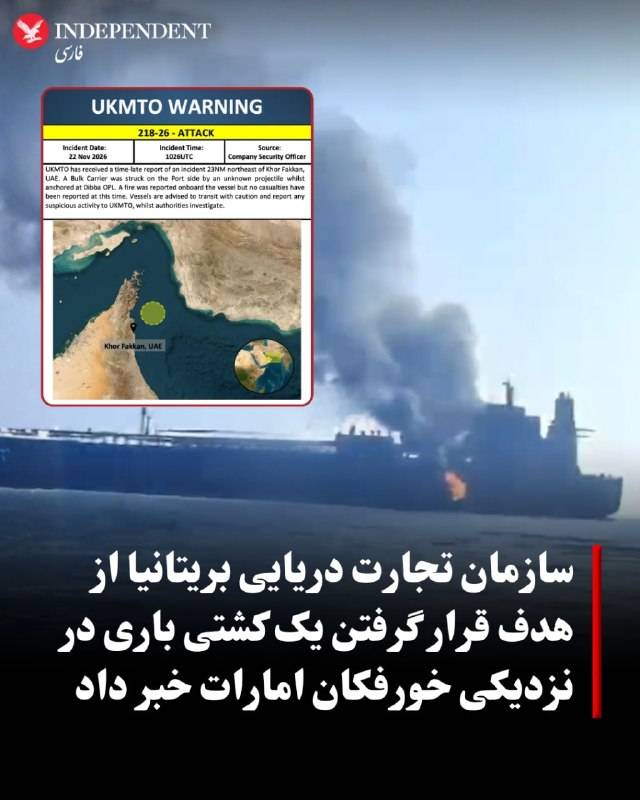 INDEPENDENT
فارسی
UKMTO WARNING
218-26 - ATTACK
Incident Date:
22 Nov 2026
Incident Time:
1026UTC
Source:
Company Security Officer
UKMTO has received a time-late report of an incident 23NM northeast of Khor Fakkan,
UAE. A Bulk Carrier was struck on the Port side by an unknown projectile whilst
anchored at Dibba OPL. A fire was reported onboard the vessel but no casualties have
been reported at this time. Vessels are advised to transit with caution and report any
suspicious activity to UKMTO, whilst authorities investigate.
Khor Fakkan, UAE
سازمان تجارت دریایی بریتانیا از
هدف قرار گرفتن یک کشتی باری در
نزدیکی خورفکان امارات خبر داد